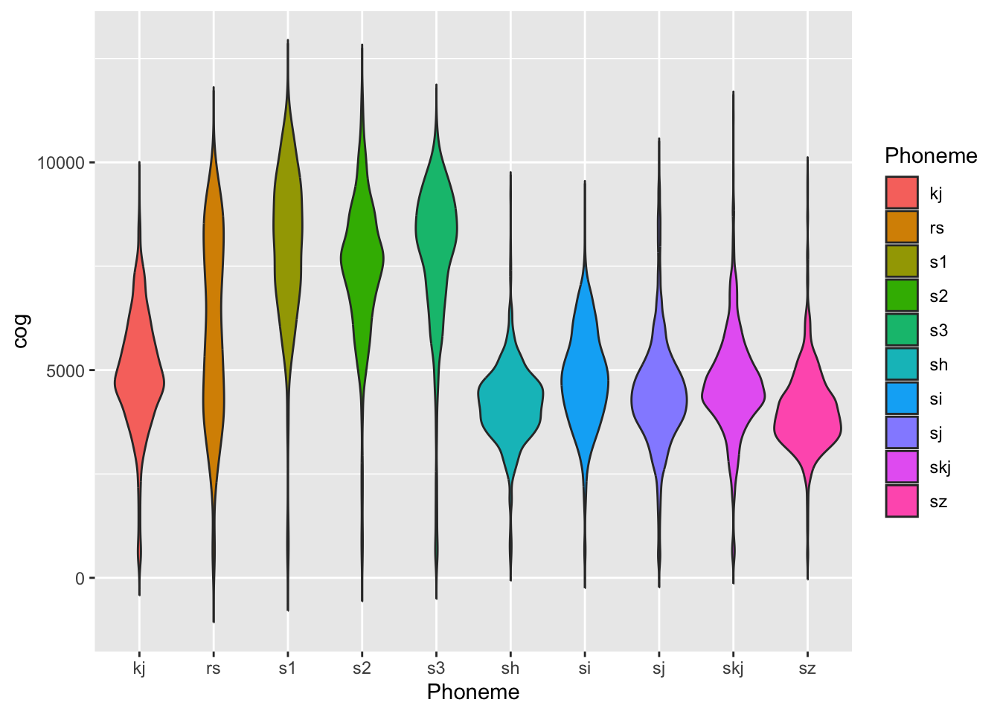 cog
10000
5000
0
kj rs s1 s2 s3 sh si sj skj sz
Phoneme
Phoneme
kj
rs
s1
s2
s3
sh
si
sj
skj
sz